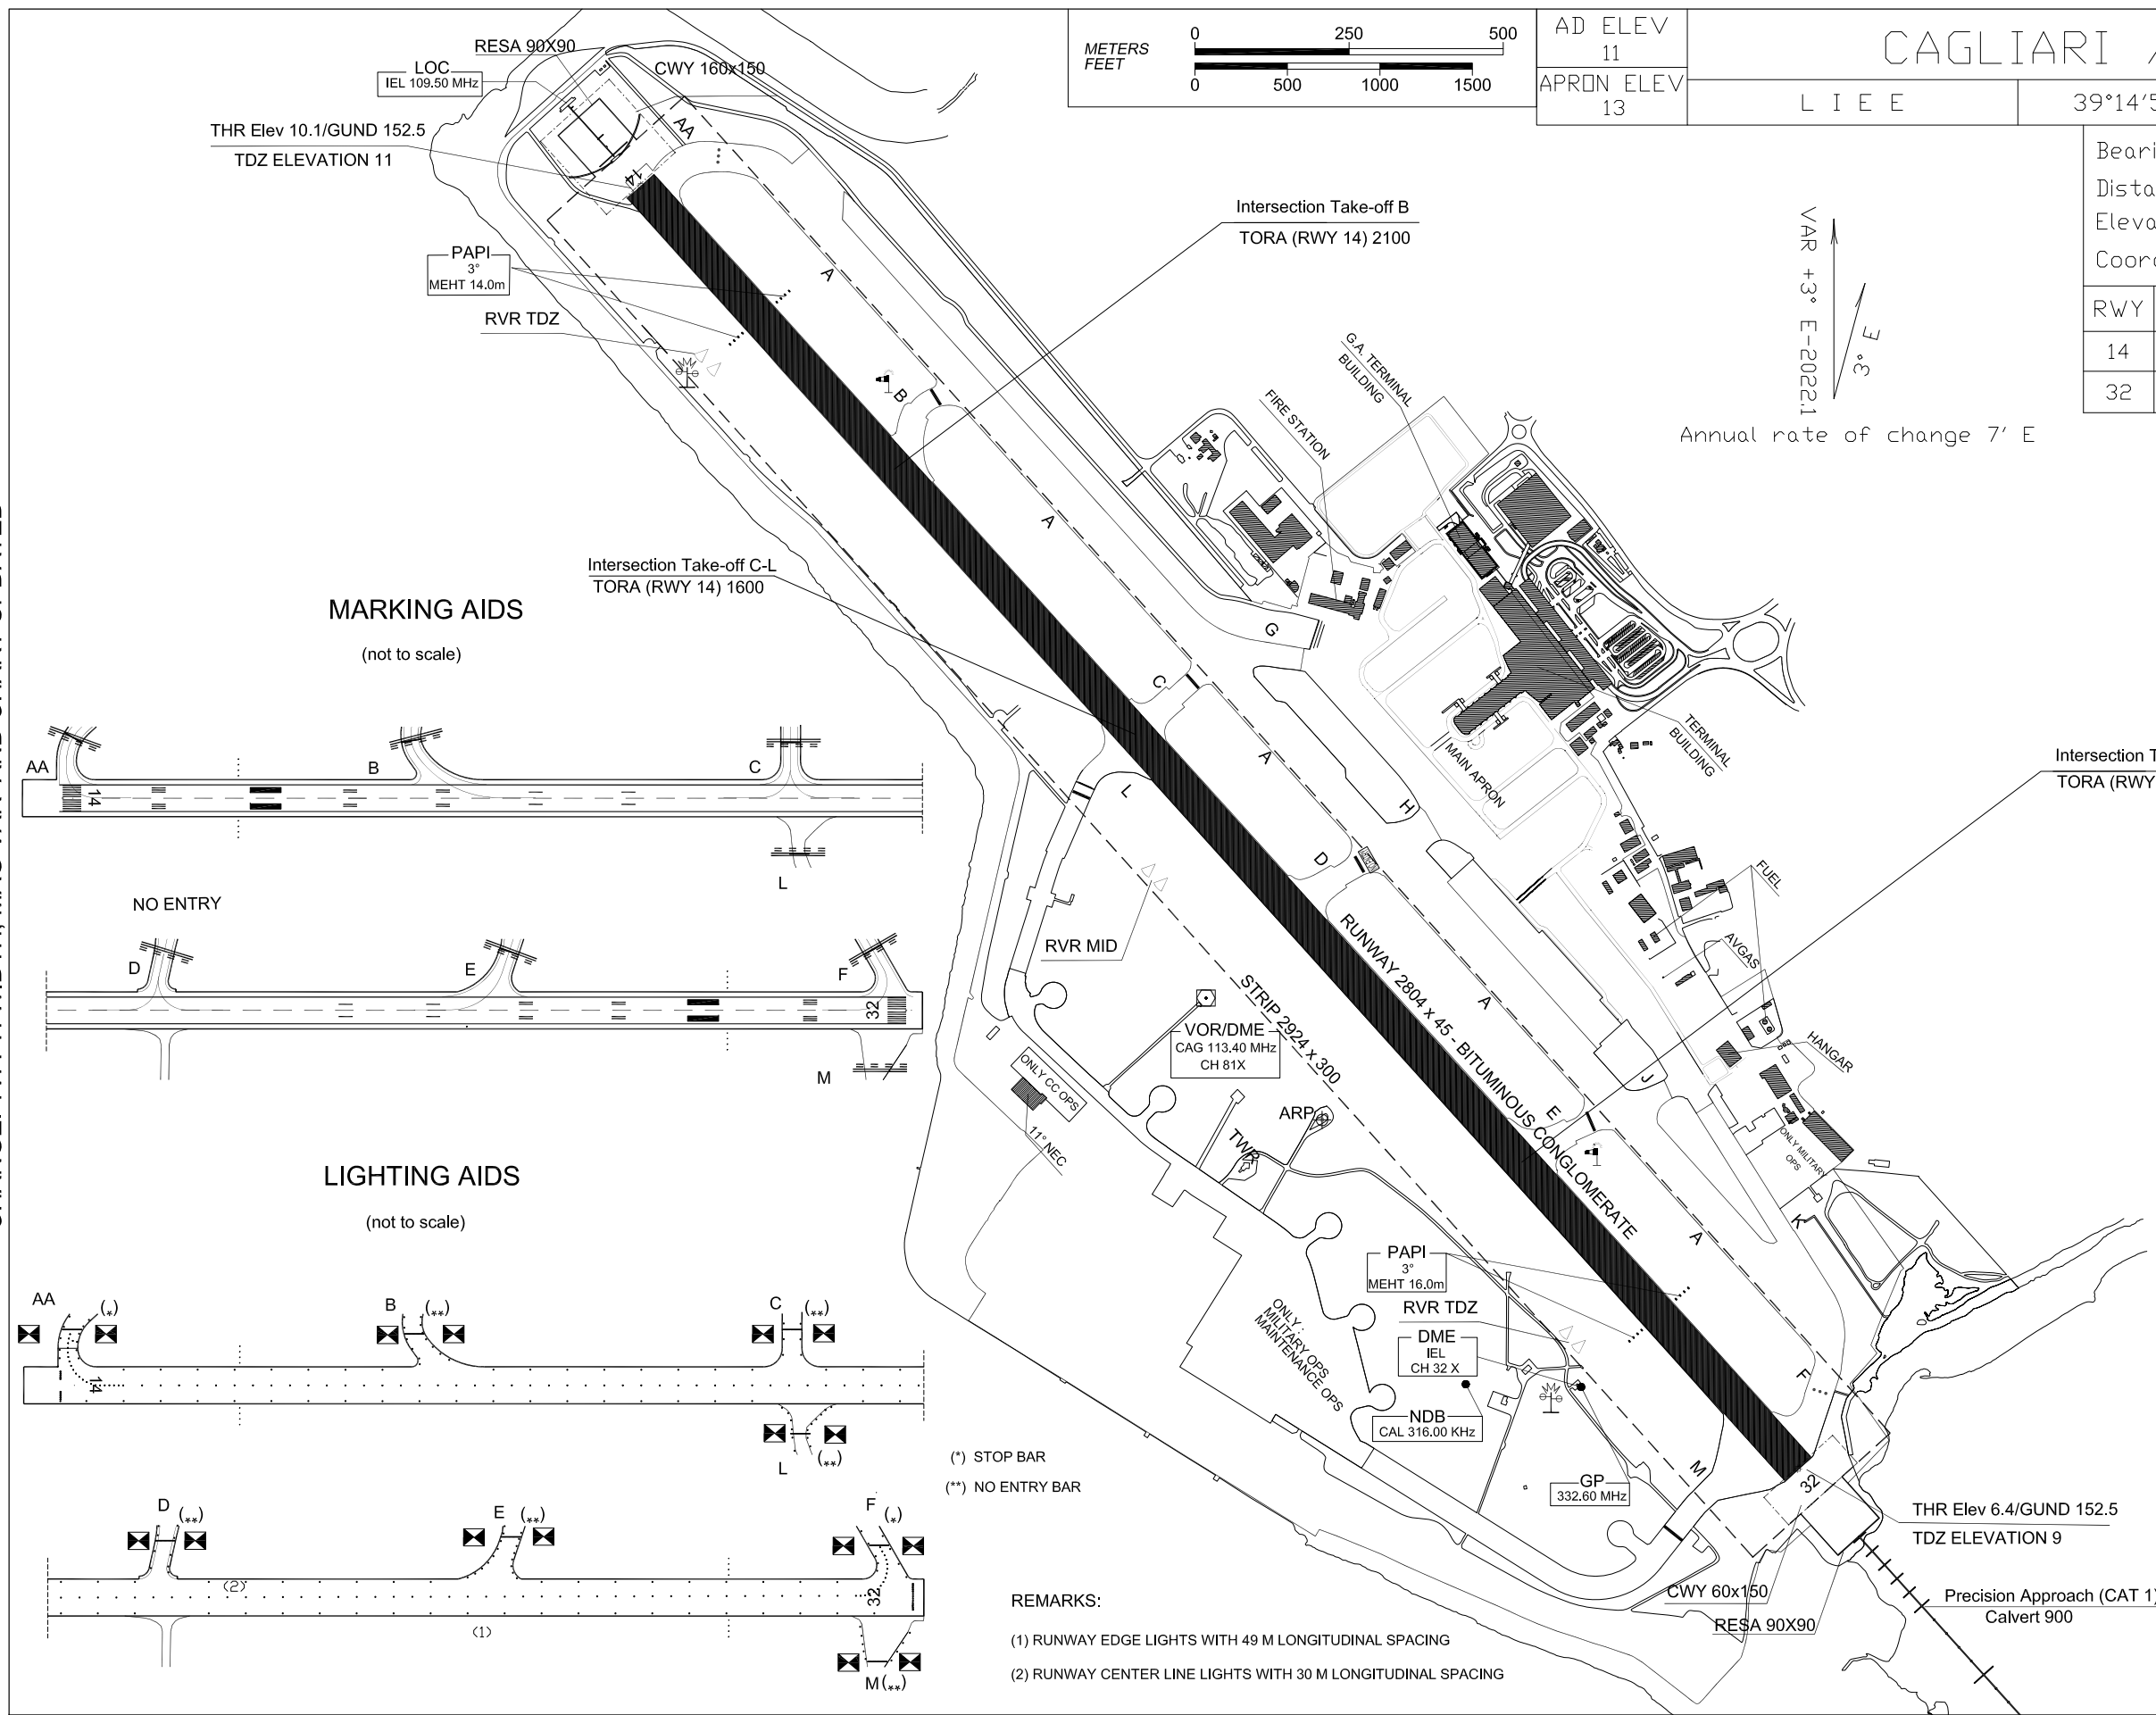 METERS
FEET
0 250 500
0 500 1000 1500
AD ELEV
11
APRON ELEV
13
CAGLIARI
L I E E
39°14'5
RWY
14
32
VAR +3° E-2022.1
3° E
Annual rate of change 7' E
RESA 90X90
LOC
IEL 109.50 MHz
CWY 160x150
THR Elev 10.1/GUND 152.5
TDZ ELEVATION 11
AA
14
PAPI
3°
MEHT 14.0m
RVR TDZ
A
B
Intersection Take-off B
TORA (RWY 14) 2100
G.A. TERMINAL
BUILDING
FIRE STATION
A
Intersection Take-off C-L
TORA (RWY 14) 1600
G
C
A
L
H
D
MAIN APRON
TERMINAL
BUILDING
Intersection
TORA (RWY
FUEL
AVGAS
HANGAR
RVR MID
RUNWAY 2804 x 45 - BITUMINOUS CONGLOMERATE
STRIP 2924 x 300
A
VOR/DME
CAG 113.40 MHz
CH 81X
ONLY CC OPS
11° NEC
ARP
TWR
E
J
ONLY MILITARY
OPS
K
A
PAPI
3°
MEHT 16.0m
RVR TDZ
DME
IEL
CH 32 X
ONLY:
MILITARY OPS
MAINTENANCE OPS
NDB
CAL 316.00 KHz
GP
332.60 MHz
F
M
32
THR Elev 6.4/GUND 152.5
TDZ ELEVATION 9
CWY 60x150
RESA 90X90
Precision Approach (CAT 1)
Calvert 900
MARKING AIDS
(not to scale)
AA
B
C
14
L
NO ENTRY
D
E
F
32
M
LIGHTING AIDS
(not to scale)
AA (*)
B (**)
C (**)
14
L (**)
(*) STOP BAR
(**) NO ENTRY BAR
D (**)
E (**)
F (*)
(2)
32
(1)
M (**)
REMARKS:
(1) RUNWAY EDGE LIGHTS WITH 49 M LONGITUDINAL SPACING
(2) RUNWAY CENTER LINE LIGHTS WITH 30 M LONGITUDINAL SPACING